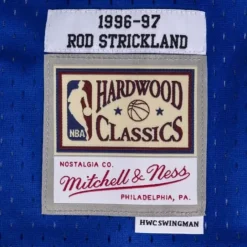 1996-97
ROD STRICKLAND
NBA
HARDWOOD
CLASSICS
NOSTALGIA CO.
Mitchell & Ness
PHILADELPHIA, PA.
HWC SWINGMAN